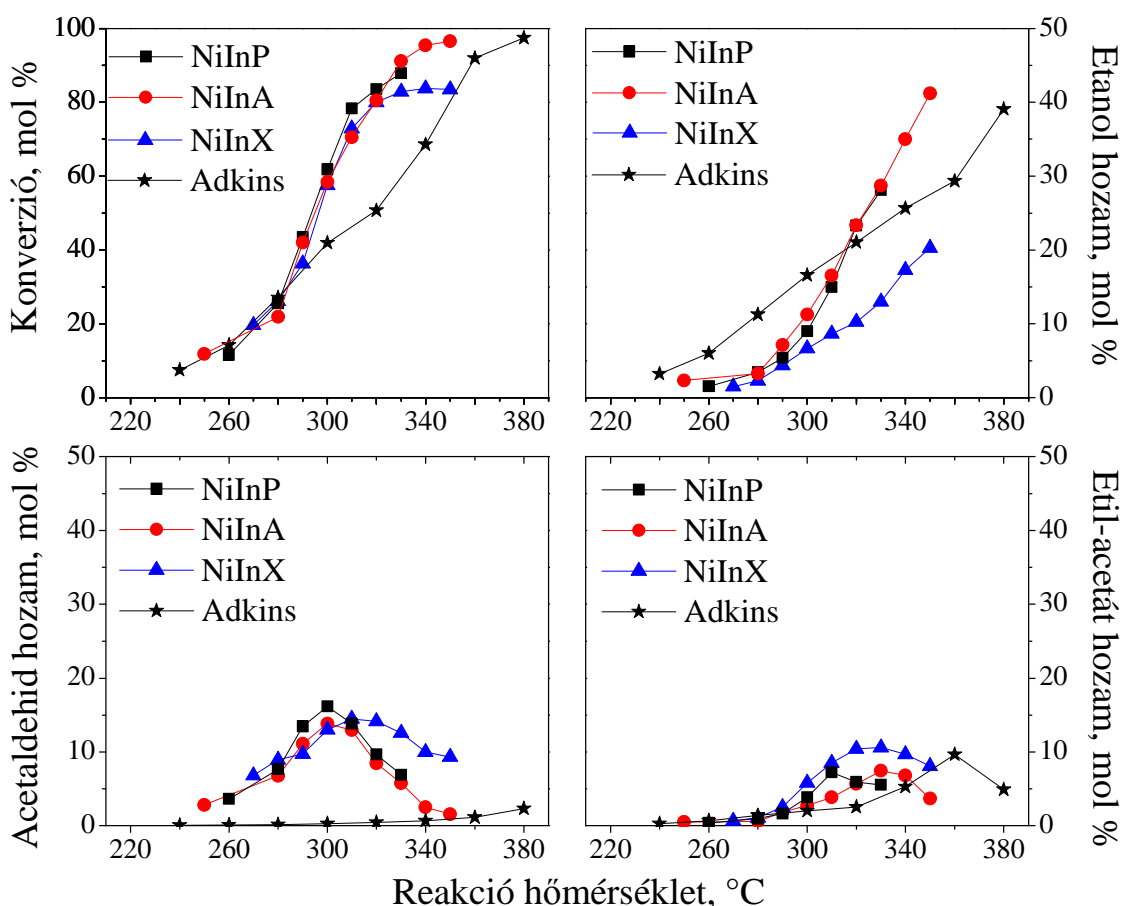 Konverzió, mol %
100
80
60
40
20
0
NiInP
NiInA
NiInX
Adkins
220 260 300 340 380
50
40
30
20
10
0
Etanol hozam, mol %
NiInP
NiInA
NiInX
Adkins
220 260 300 340 380
Acetaldehid hozam, mol %
50
40
30
20
10
0
NiInP
NiInA
NiInX
Adkins
220 260 300 340 380
50
40
30
20
10
0
Etil-acetát hozam, mol %
NiInP
NiInA
NiInX
Adkins
220 260 300 340 380
Reakció hőmérséklet, °C